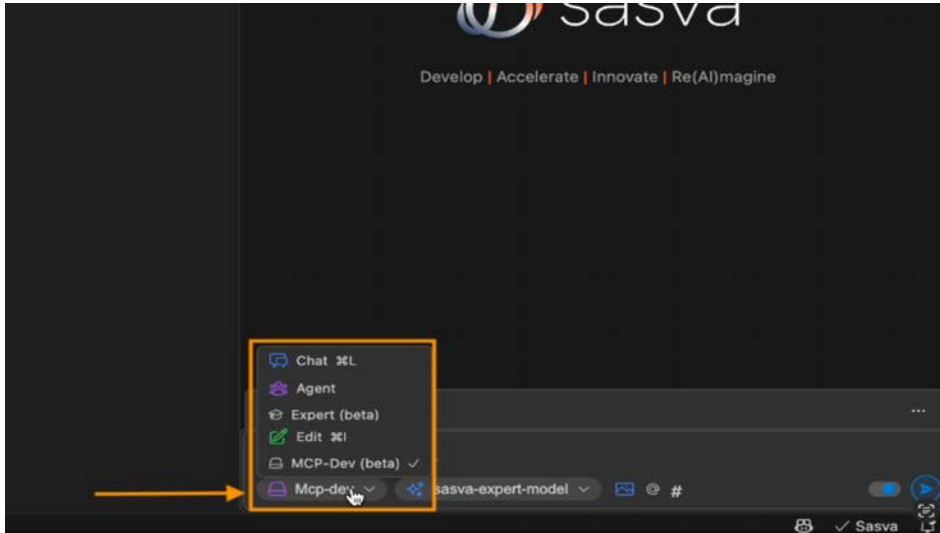 sasva
Develop | Accelerate | Innovate | Re(AI)magine
Chat ⌘L
Agent
Expert (beta)
Edit ⌘I
MCP-Dev (beta) ✓
Mcp-dev
sasva-expert-model
@ #
...
✓ Sasva